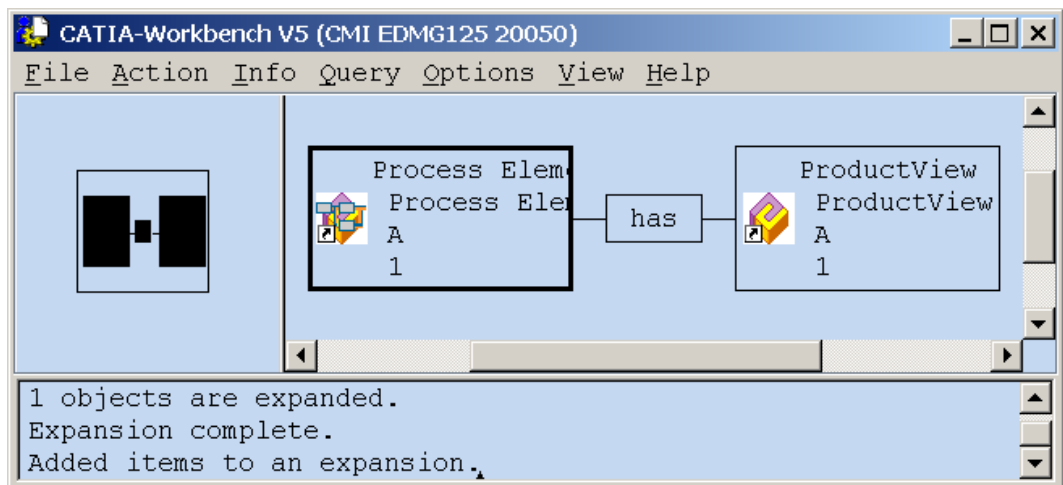 CATIA-Workbench V5 (CMI EDMG125 20050)
File Action Info Query Options View Help
Process Elem
Process Ele
A
1
has
ProductView
ProductView
A
1
1 objects are expanded.
Expansion complete.
Added items to an expansion.